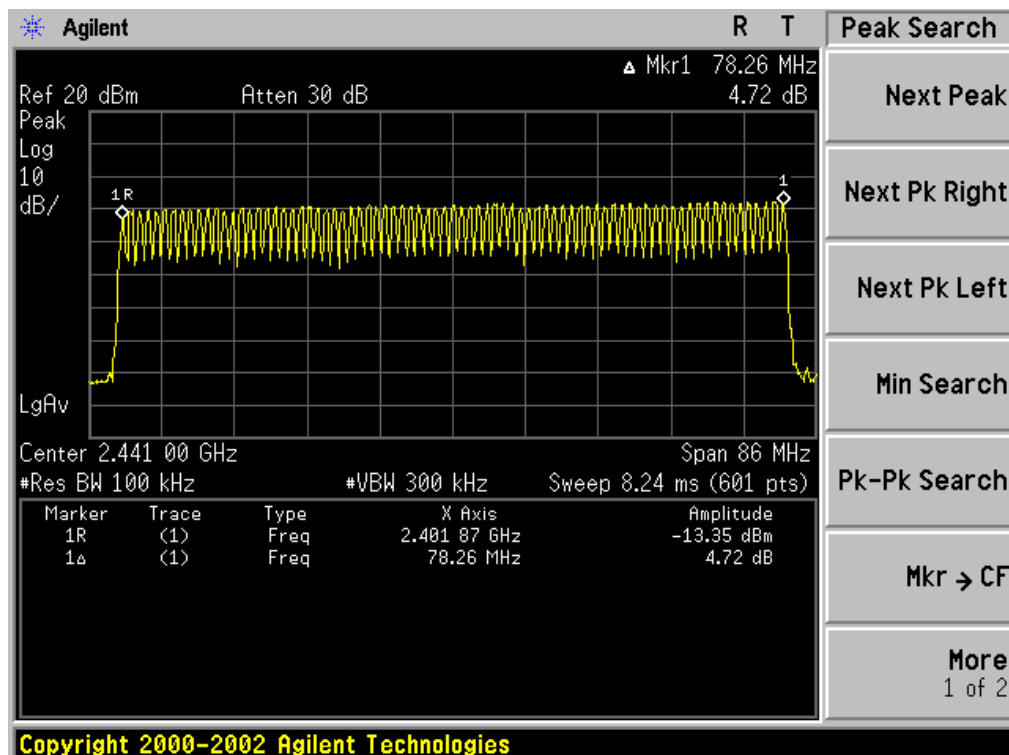 Agilent R T Peak Search
Δ Mkr1 78.26 MHz
Ref 20 dBm Atten 30 dB 4.72 dB
Peak
Log
10
dB/
1R
1
LgAv
Center 2.441 00 GHz Span 86 MHz
#Res BW 100 kHz #VBW 300 kHz Sweep 8.24 ms (601 pts)
Marker Trace Type X Axis Amplitude
1R (1) Freq 2.401 87 GHz -13.35 dBm
1Δ (1) Freq 78.26 MHz 4.72 dB
Next Peak
Next Pk Right
Next Pk Left
Min Search
Pk-Pk Search
Mkr → CF
More
1 of 2
Copyright 2000-2002 Agilent Technologies